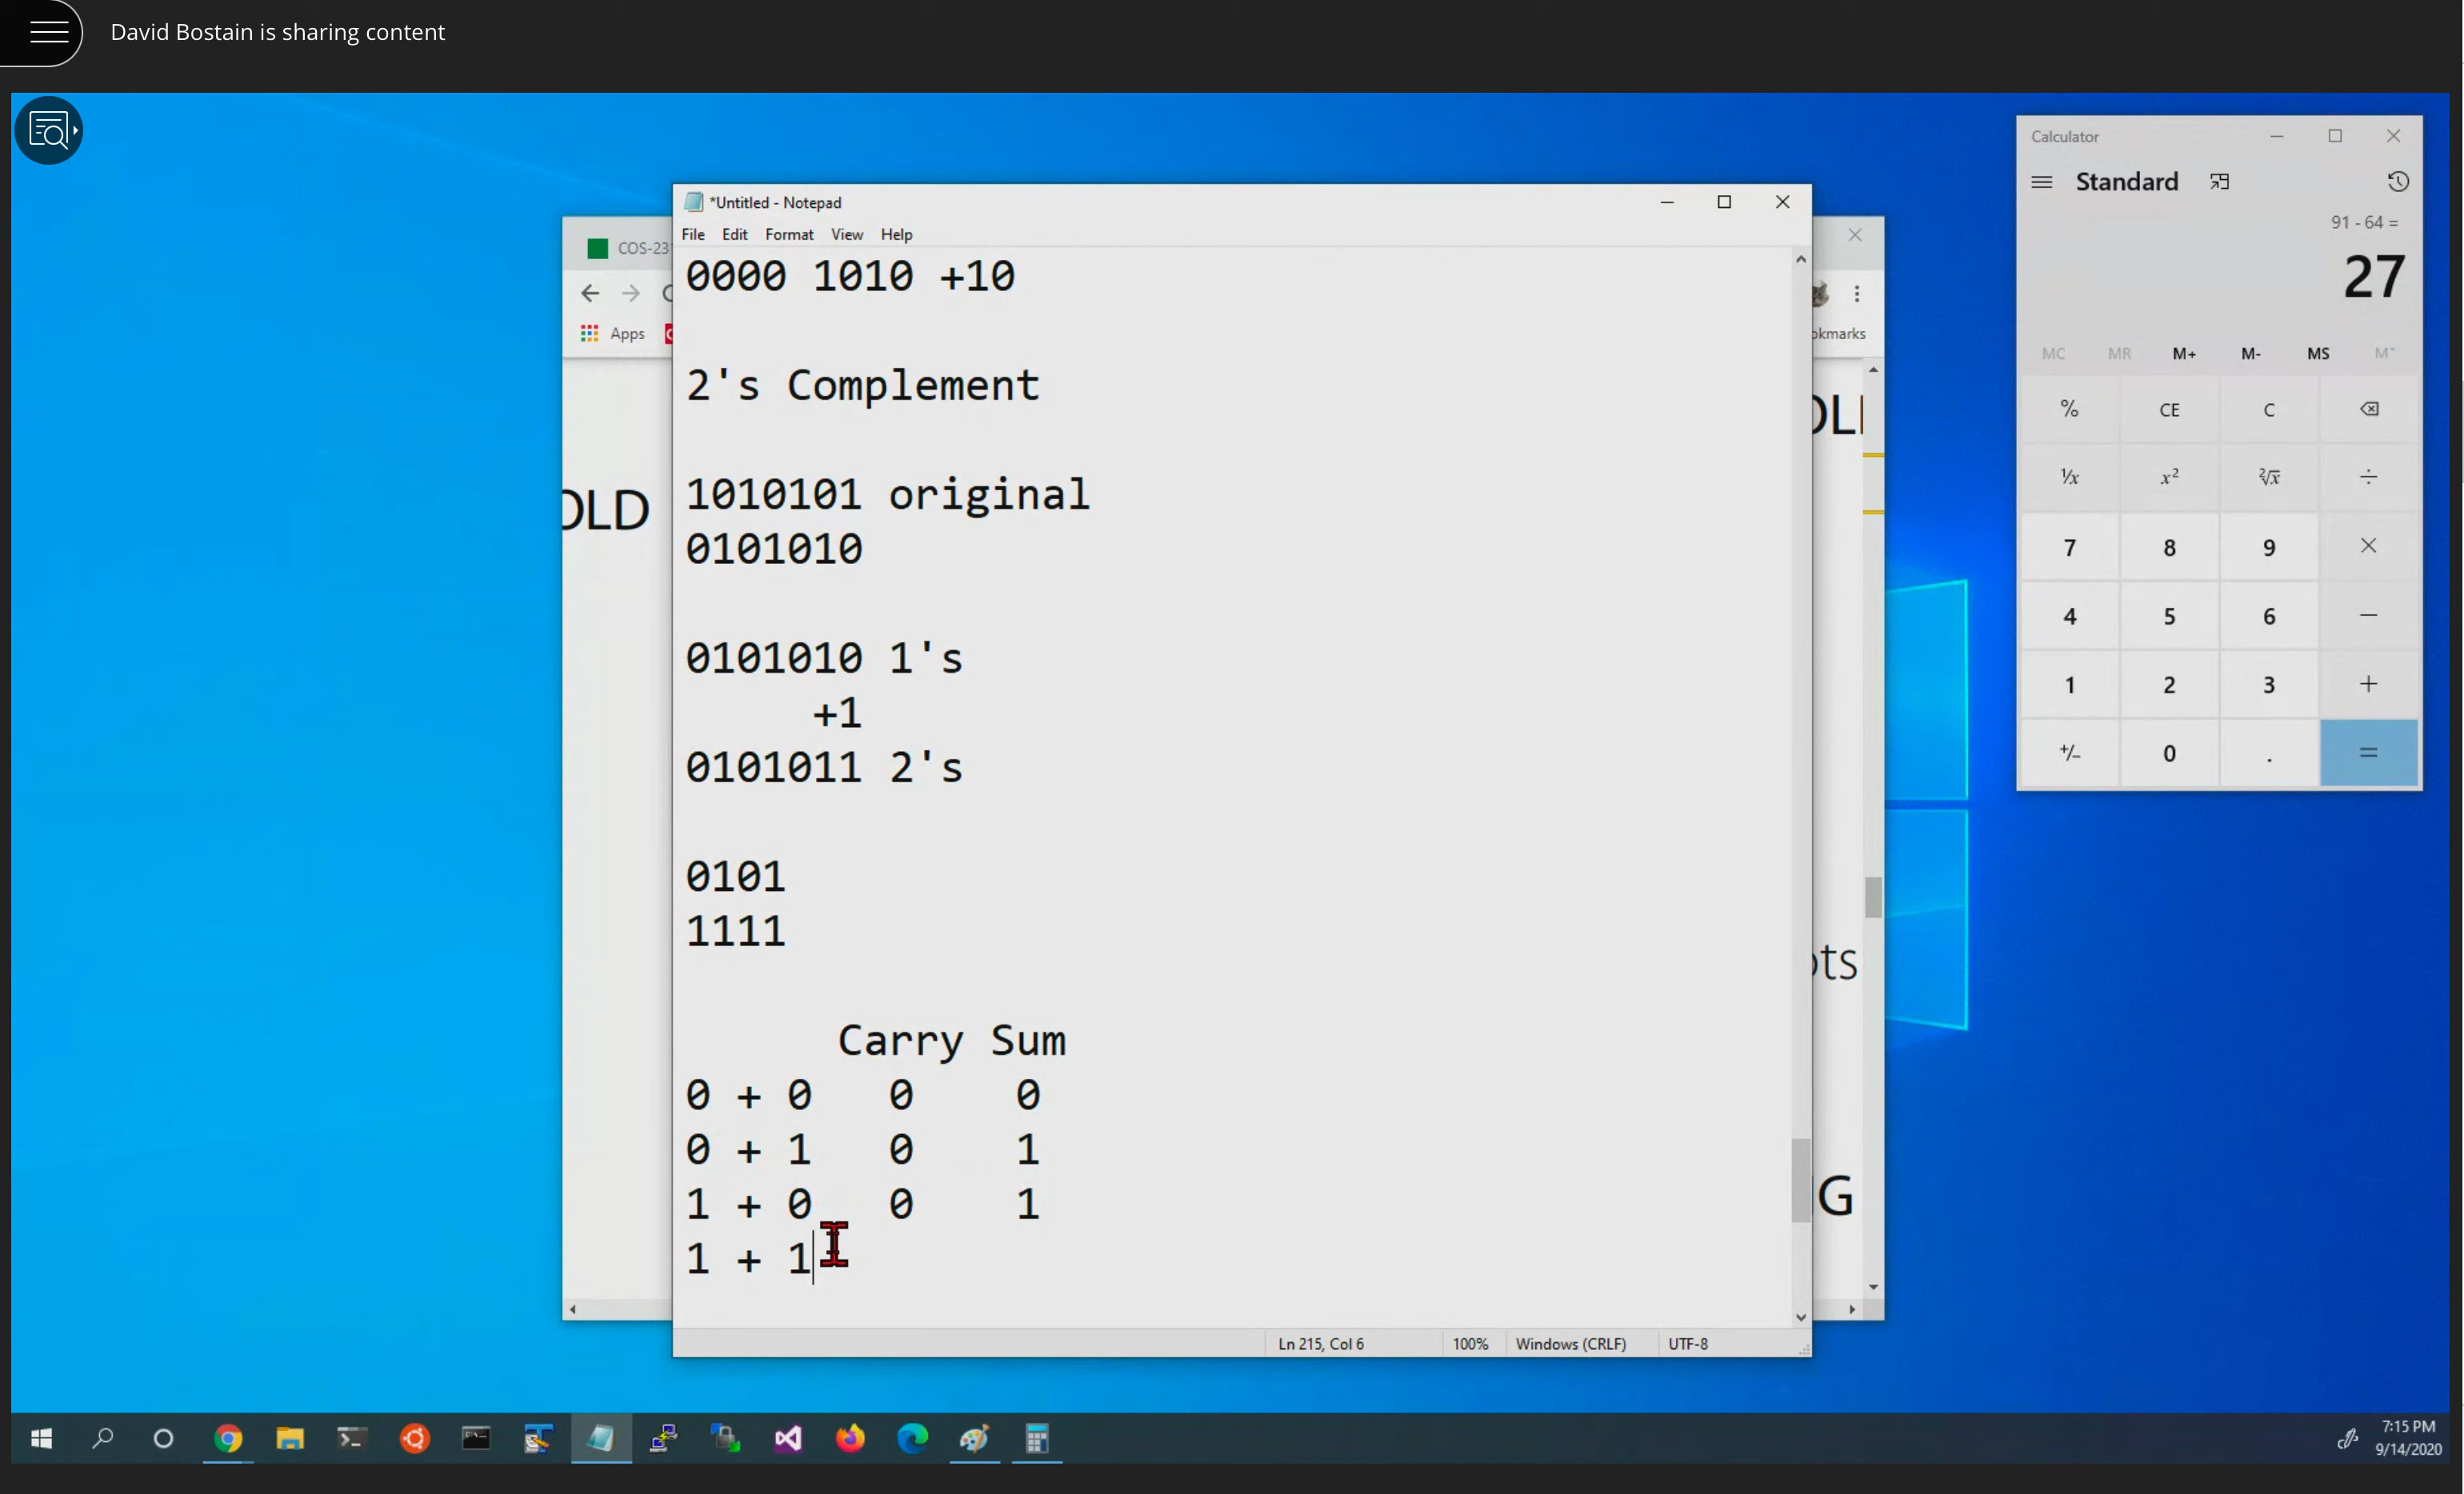 David Bostain is sharing content
*Untitled - Notepad
File Edit Format View Help
0000 1010 +10
2's Complement
1010101 original
0101010
0101010 1's
+1
0101011 2's
0101
1111
Carry Sum
0 + 0 0 0
0 + 1 0 1
1 + 0 0 1
1 + 1
Ln 215, Col 6 100% Windows (CRLF) UTF-8
COS-23
Apps
OLD
okmarks
G
Calculator
Standard
91 - 64 =
27
MC MR M+ M- MS M˅
% CE C
¹/x x² ²√x ÷
7 8 9 ×
4 5 6 −
1 2 3 +
+/− 0 . =
7:15 PM
9/14/2020